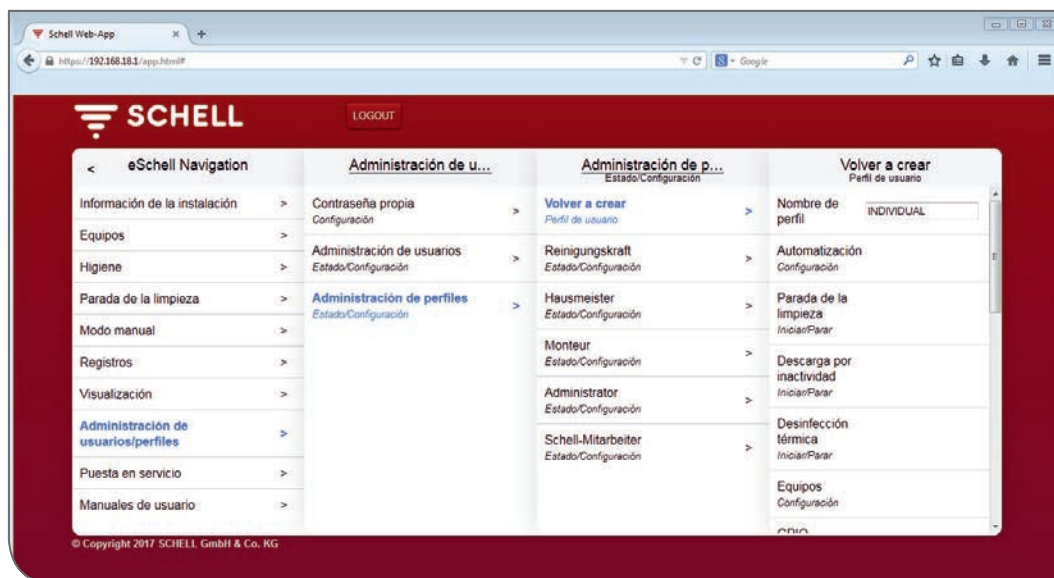 Schell Web-App
https://192.168.18.1/app.html#
Google
SCHELL
LOGOUT
eSchell Navigation
Información de la instalación
Equipos
Higiene
Parada de la limpieza
Modo manual
Registros
Visualización
Administración de
usuarios/perfiles
Puesta en servicio
Manuales de usuario
Administración de u...
Contraseña propia
Configuración
Administración de usuarios
Estado/Configuración
Administración de perfiles
Estado/Configuración
Administración de p...
Estado/Configuración
Volver a crear
Perfil de usuario
Reinigungskraft
Estado/Configuración
Hausmeister
Estado/Configuración
Monteur
Estado/Configuración
Administrator
Estado/Configuración
Schell-Mitarbeiter
Estado/Configuración
Volver a crear
Perfil de usuario
Nombre de
perfil
INDIVIDUAL
Automatización
Configuración
Parada de la
limpieza
Iniciar/Parar
Descarga por
inactividad
Iniciar/Parar
Desinfección
térmica
Iniciar/Parar
Equipos
Configuración
© Copyright 2017 SCHELL GmbH & Co. KG